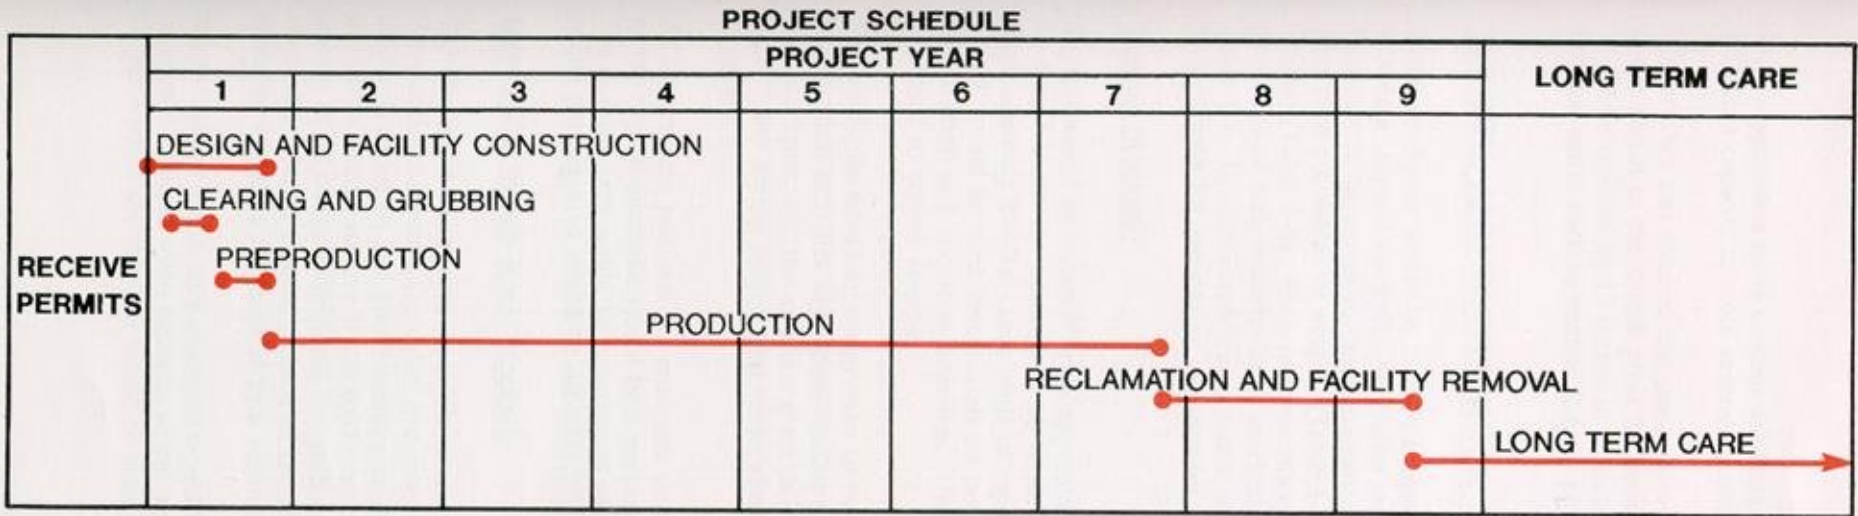 PROJECT SCHEDULE
PROJECT YEAR
LONG TERM CARE
1 2 3 4 5 6 7 8 9
DESIGN AND FACILITY CONSTRUCTION
CLEARING AND GRUBBING
PREPRODUCTION
RECEIVE
PERMITS
PRODUCTION
RECLAMATION AND FACILITY REMOVAL
LONG TERM CARE